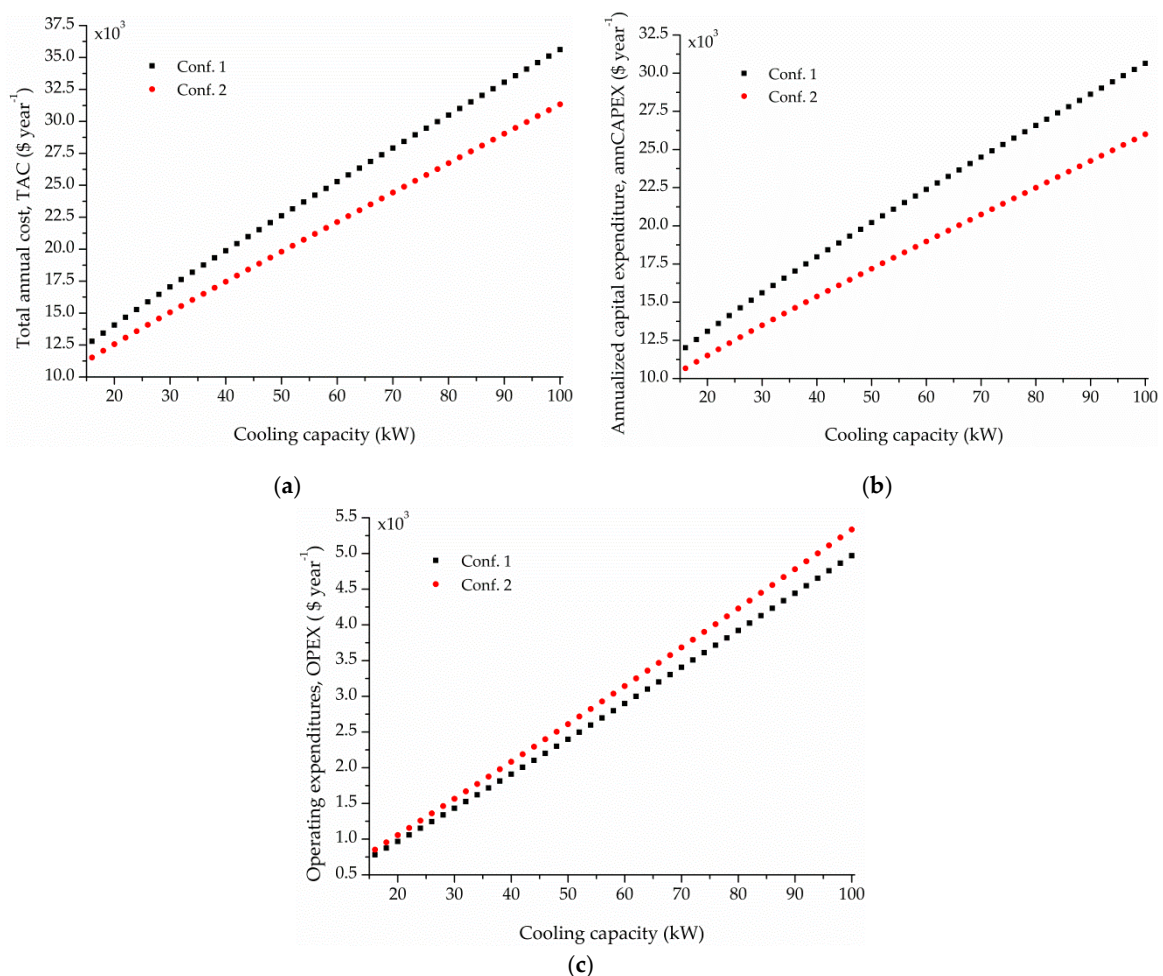 x10³
Conf. 1
Conf. 2
Total annual cost, TAC ($ year⁻¹)
35.0
32.5
30.0
27.5
25.0
22.5
20.0
17.5
15.0
12.5
10.0
20 30 40 50 60 70 80 90 100
Cooling capacity (kW)
(a)
x10³
Conf. 1
Conf. 2
Annualized capital expenditure, annCAPEX ($ year⁻¹)
32.5
30.0
27.5
25.0
22.5
20.0
17.5
15.0
12.5
10.0
20 30 40 50 60 70 80 90 100
Cooling capacity (kW)
(b)
x10³
Conf. 1
Conf. 2
Operating expenditures, OPEX ( $ year⁻¹)
5.5
5.0
4.5
4.0
3.5
3.0
2.5
2.0
1.5
1.0
0.5
20 30 40 50 60 70 80 90 100
Cooling capacity (kW)
(c)